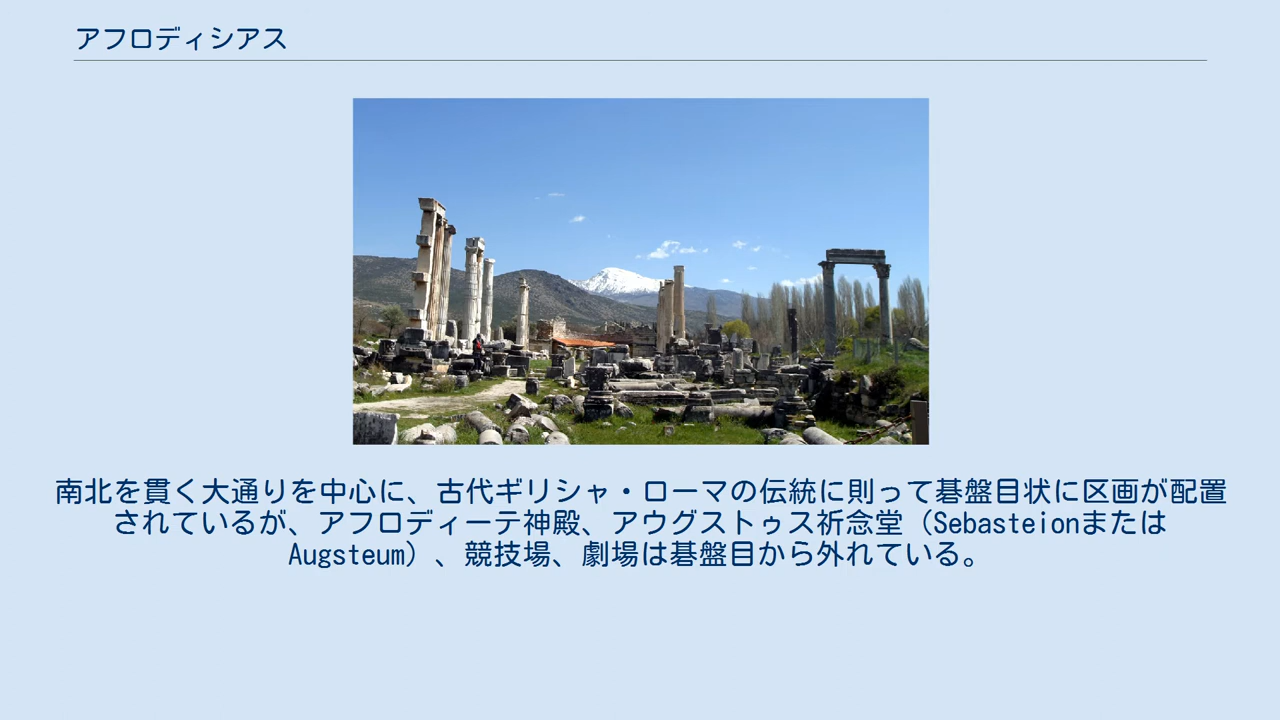 アフロディシアス
南北を貫く大通りを中心に、古代ギリシャ・ローマの伝統に則って碁盤目状に区画が配置
されているが、アフロディーテ神殿、アウグストゥス祈念堂（Sebasteionまたは
Augsteum）、競技場、劇場は碁盤目から外れている。